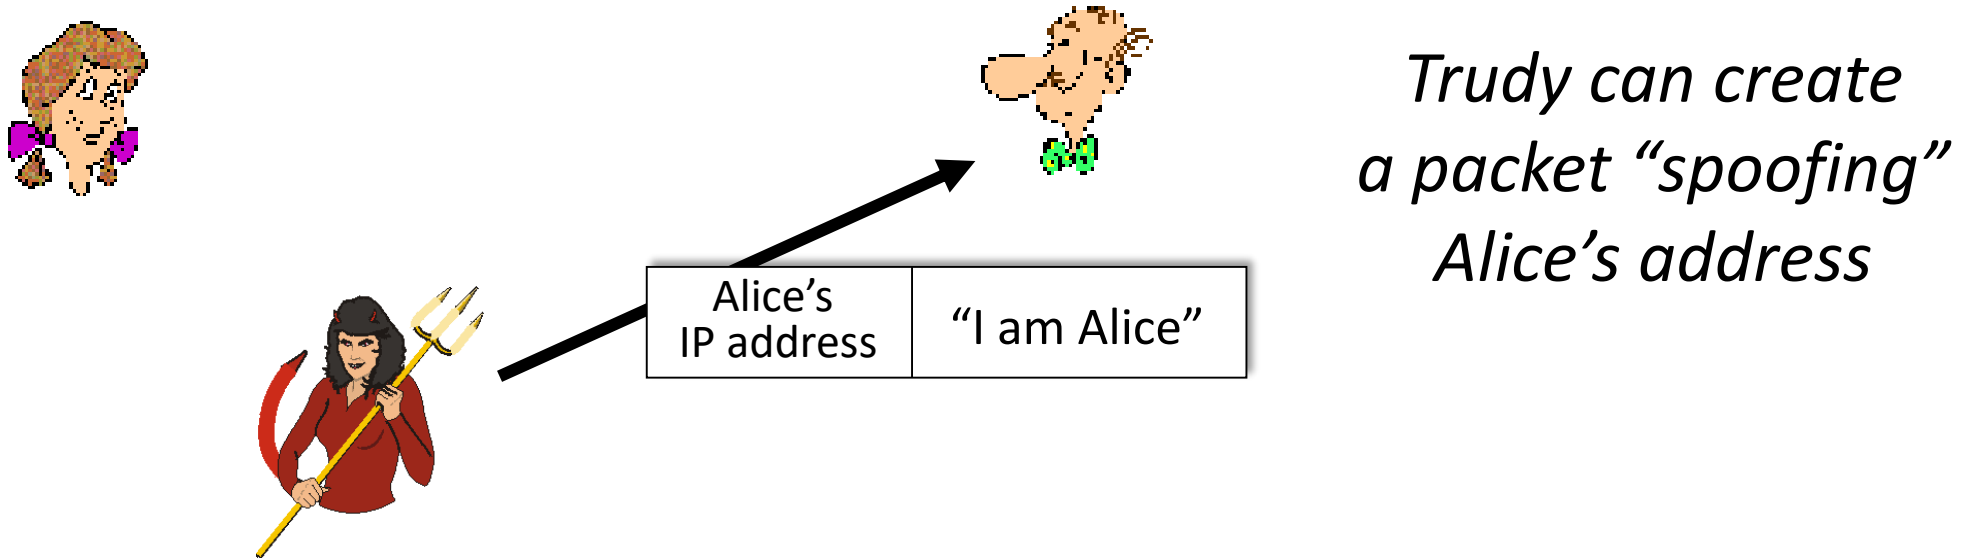 Trudy can create
a packet “spoofing”
Alice’s address
Alice’s
IP address
“I am Alice”